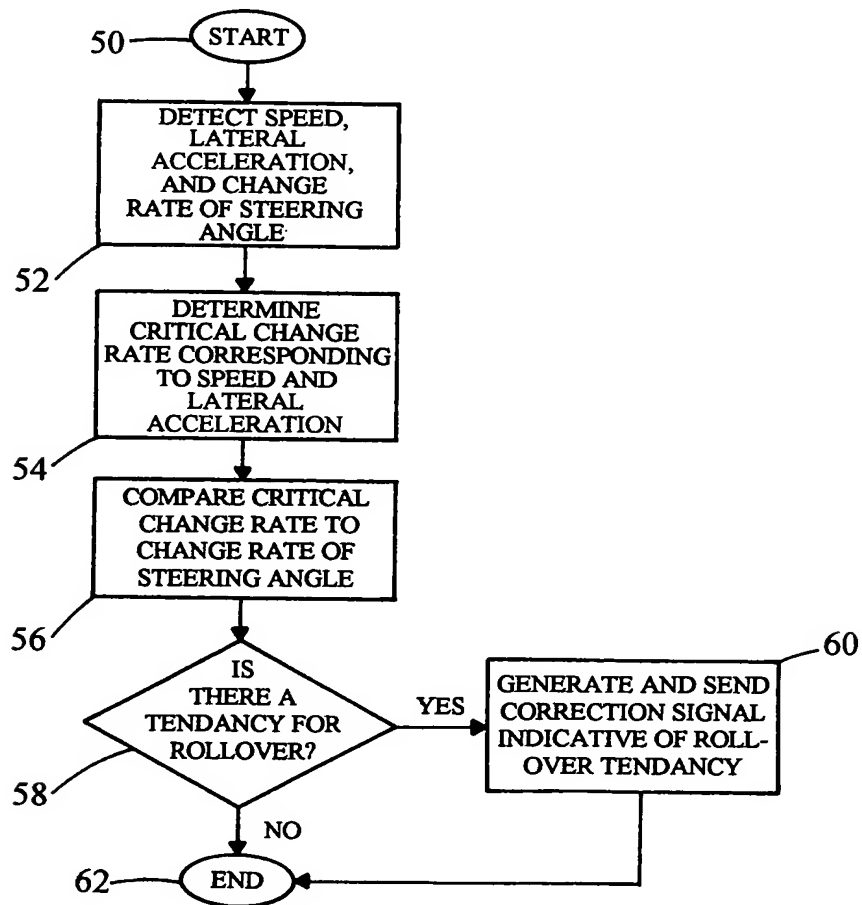 50
START
DETECT SPEED,
LATERAL
ACCELERATION,
AND CHANGE
RATE OF STEERING
ANGLE
52
DETERMINE
CRITICAL CHANGE
RATE CORRESPONDING
TO SPEED AND
LATERAL
ACCELERATION
54
COMPARE CRITICAL
CHANGE RATE TO
CHANGE RATE OF
STEERING ANGLE
56
IS
THERE A
TENDANCY FOR
ROLLOVER?
58
YES
60
GENERATE AND SEND
CORRECTION SIGNAL
INDICATIVE OF ROLL-
OVER TENDANCY
NO
62
END